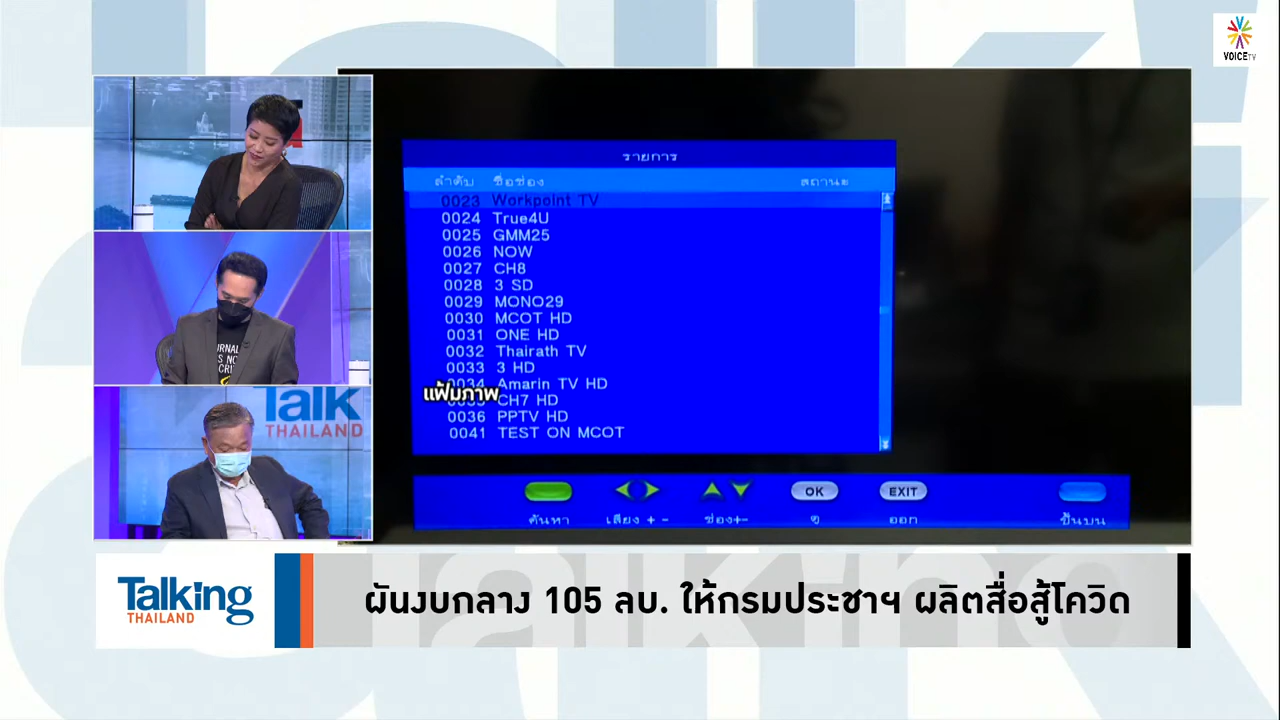 VOICE TV
รายการ
ลำดับ ชื่อช่อง สถานะ
0023 Workpoint TV
0024 True4U
0025 GMM25
0026 NOW
0027 CH8
0028 3 SD
0029 MONO29
0030 MCOT HD
0031 ONE HD
0032 Thairath TV
0033 3 HD
0034 Amarin TV HD
0035 CH7 HD
แฟ้มภาพ
0036 PPTV HD
0041 TEST ON MCOT
OK EXIT
ค้นหา เสียง + - ช่อง+- ดู ออก ขึ้นบน
Talk
THAILAND
Talking
THAILAND
ผันงบกลาง 105 ลบ. ให้กรมประชาฯ ผลิตสื่อสู้โควิด